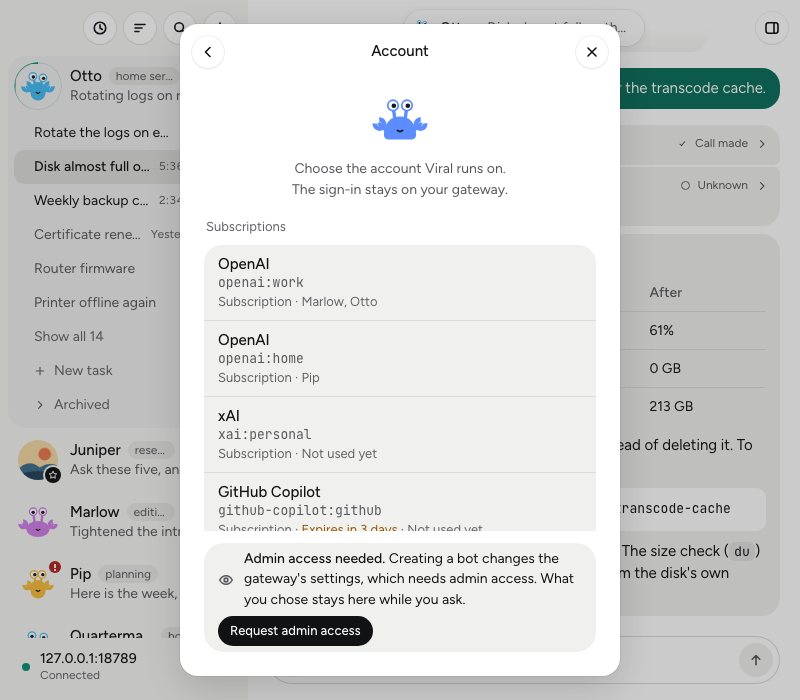 Account
Choose the account Viral runs on.
The sign-in stays on your gateway.
Subscriptions
OpenAI
openai:work
Subscription · Marlow, Otto
OpenAI
openai:home
Subscription · Pip
xAI
xai:personal
Subscription · Not used yet
GitHub Copilot
github-copilot:github
Subscription · Expires in 3 days · Not used yet
Admin access needed. Creating a bot changes the
gateway's settings, which needs admin access. What
you chose stays here while you ask.
Request admin access
Otto home ser...
Rotating logs on
Rotate the logs on e...
Disk almost full o... 5:36
Weekly backup c... 2:34
Certificate rene... Yeste
Router firmware
Printer offline again
Show all 14
New task
Archived
Juniper rese...
Ask these five, an
Marlow editi...
Tightened the intr
Pip planning
Here is the week,
Quarterma
127.0.0.1:18789
Connected
the transcode cache.
Call made
Unknown
After
61%
0 GB
213 GB
ead of deleting it. To
transcode-cache
The size check (du)
m the disk's own